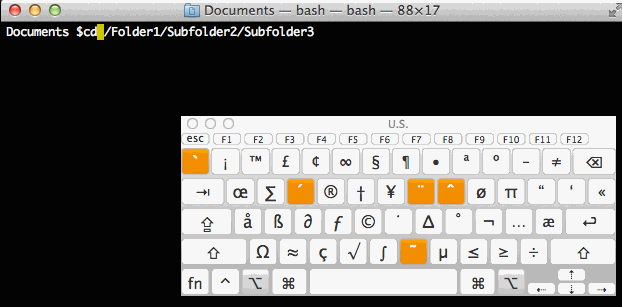 Documents — bash — bash — 88×17
Documents $cd /Folder1/Subfolder2/Subfolder3
U.S.
esc F1 F2 F3 F4 F5 F6 F7 F8 F9 F10 F11 F12
` ¡ ™ £ ¢ ∞ § ¶ • ª º – ≠ ⌫
⇥ œ ∑ ´ ® † ¥ ¨ ˆ ø π “ ‘ «
⇪ å ß ∂ ƒ © ˙ ∆ ˚ ¬ … æ ↩
⇧ Ω ≈ ç √ ∫ ˜ µ ≤ ≥ ÷ ⇧
fn ^ ⌥ ⌘ ⌘ ⌥ ⇠ ⇡ ⇣ ⇢